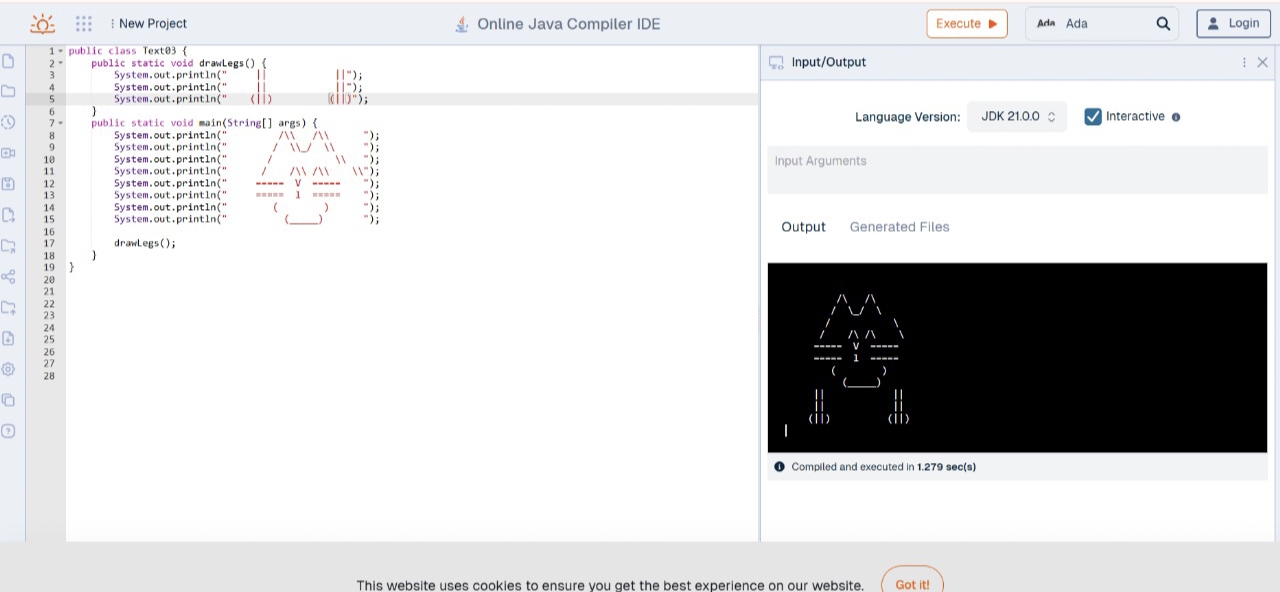 New Project
Online Java Compiler IDE
Execute
Ada Ada
Login
1 public class Text03 {
2     public static void drawLegs() {
3         System.out.println("      ||            ||");
4         System.out.println("      ||            ||");
5         System.out.println("     (||)          (||)");
6     }
7     public static void main(String[] args) {
8         System.out.println("          /\\   /\\        ");
9         System.out.println("         /  \\_/  \\       ");
10         System.out.println("        /           \\    ");
11         System.out.println("       /    /\\ /\\    \\");
12         System.out.println("      -----  V  -----    ");
13         System.out.println("      =====  1  =====    ");
14         System.out.println("         (        )      ");
15         System.out.println("           (_____)       ");
16
17         drawLegs();
18     }
19 }
20
21
22
23
24
25
26
27
28
Input/Output
Language Version: JDK 21.0.0 Interactive
Input Arguments
Output Generated Files
     /\   /\
    /  \_/  \
   /           \
  /    /\ /\    \
 -----  V  -----
 -----  1  -----
    (        )
      (_____)
 ||            ||
 ||            ||
(||)          (||)
Compiled and executed in 1.279 sec(s)
This website uses cookies to ensure you get the best experience on our website. Got it!